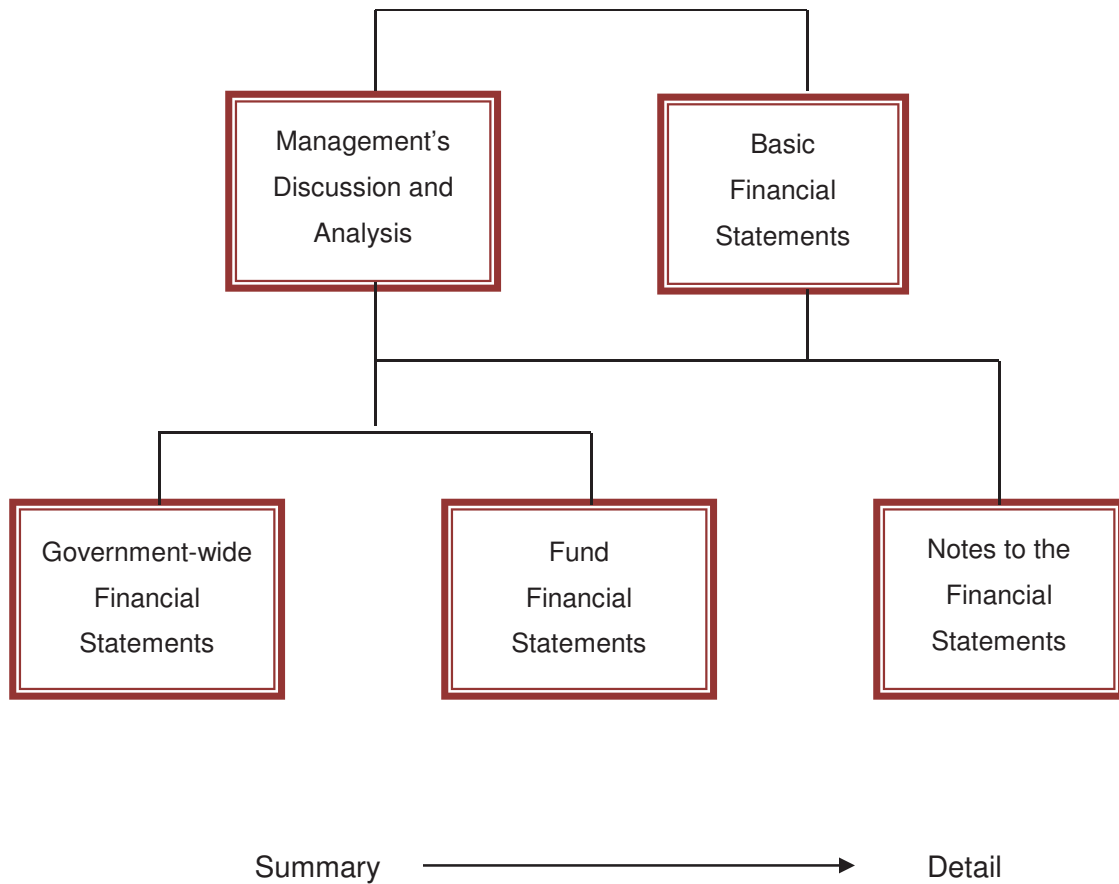 Management’s
Discussion and
Analysis
Basic
Financial
Statements
Government-wide
Financial
Statements
Fund
Financial
Statements
Notes to the
Financial
Statements
Summary
Detail